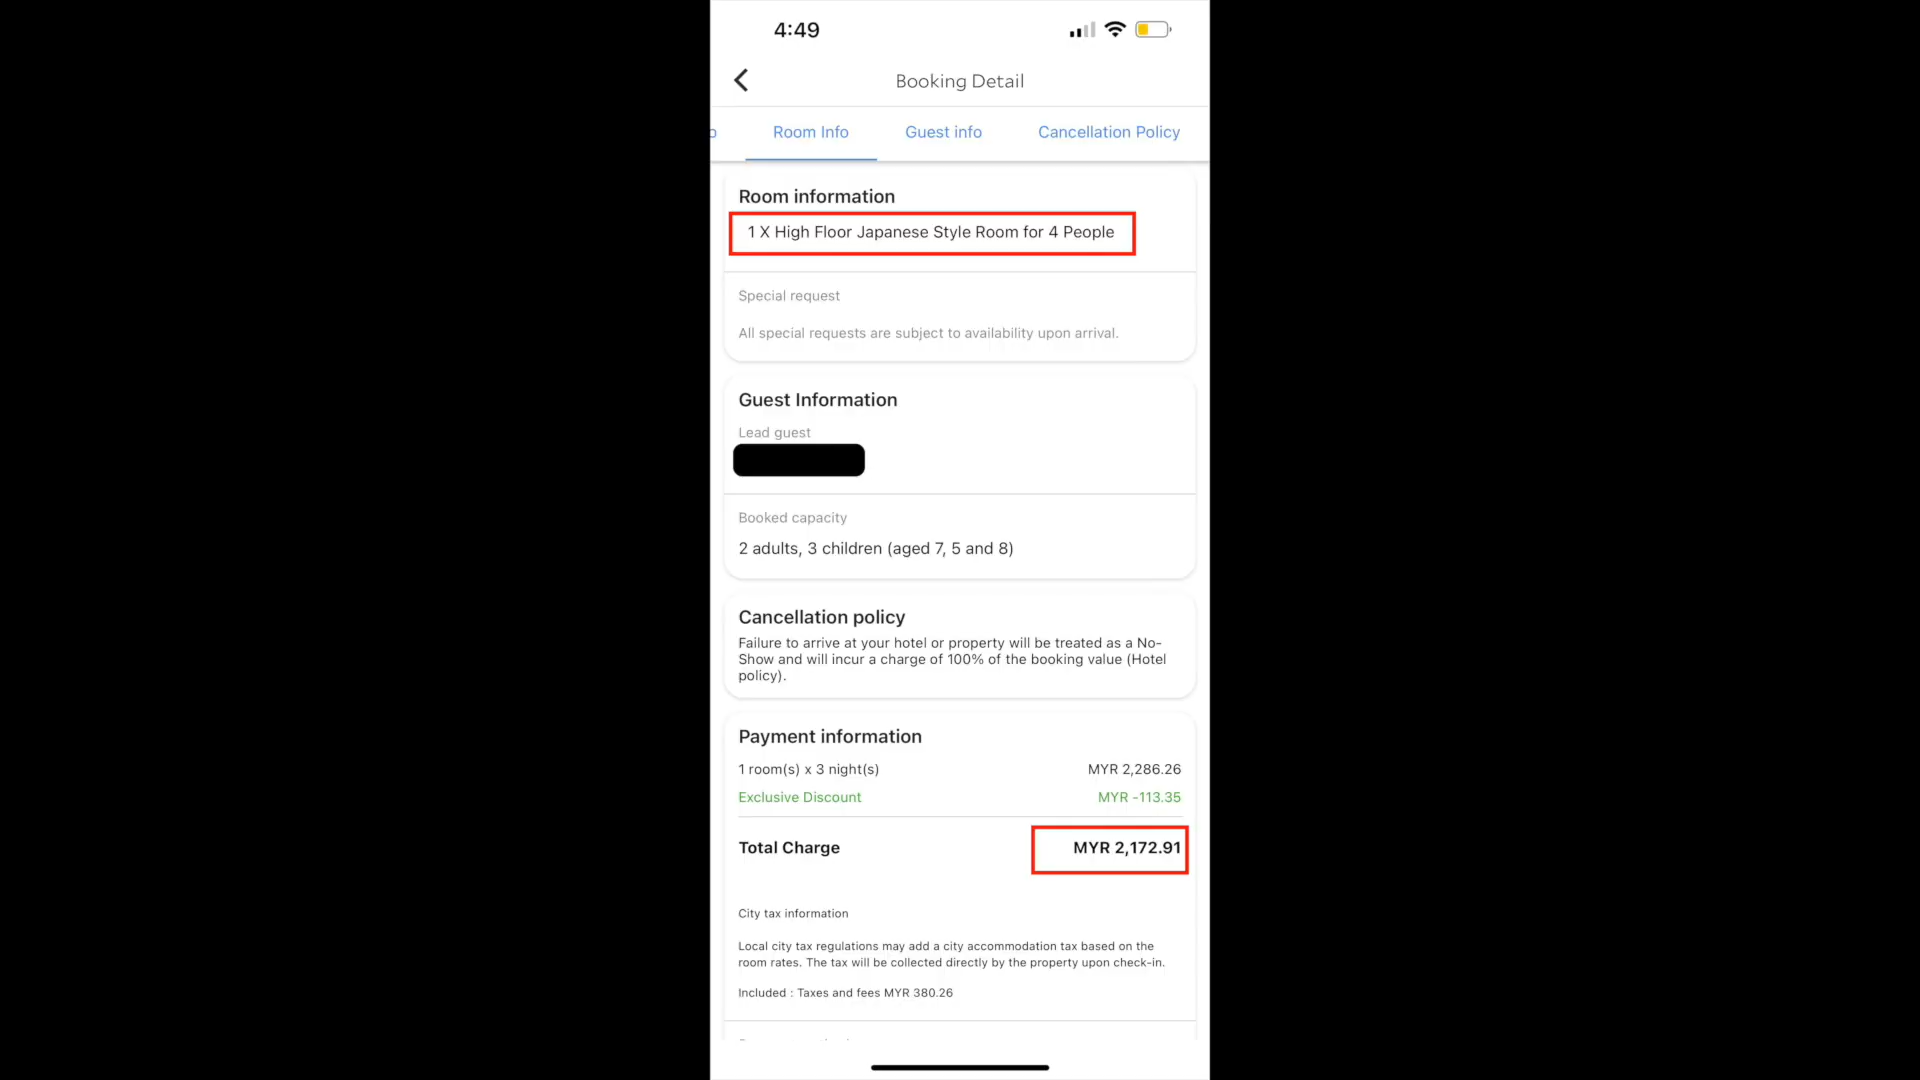 4:49
Booking Detail
o Room Info Guest info Cancellation Policy
Room information
1 X High Floor Japanese Style Room for 4 People
Special request
All special requests are subject to availability upon arrival.
Guest Information
Lead guest
Booked capacity
2 adults, 3 children (aged 7, 5 and 8)
Cancellation policy
Failure to arrive at your hotel or property will be treated as a No-
Show and will incur a charge of 100% of the booking value (Hotel
policy).
Payment information
1 room(s) x 3 night(s) MYR 2,286.26
Exclusive Discount MYR -113.35
Total Charge MYR 2,172.91
City tax information
Local city tax regulations may add a city accommodation tax based on the
room rates. The tax will be collected directly by the property upon check-in.
Included : Taxes and fees MYR 380.26